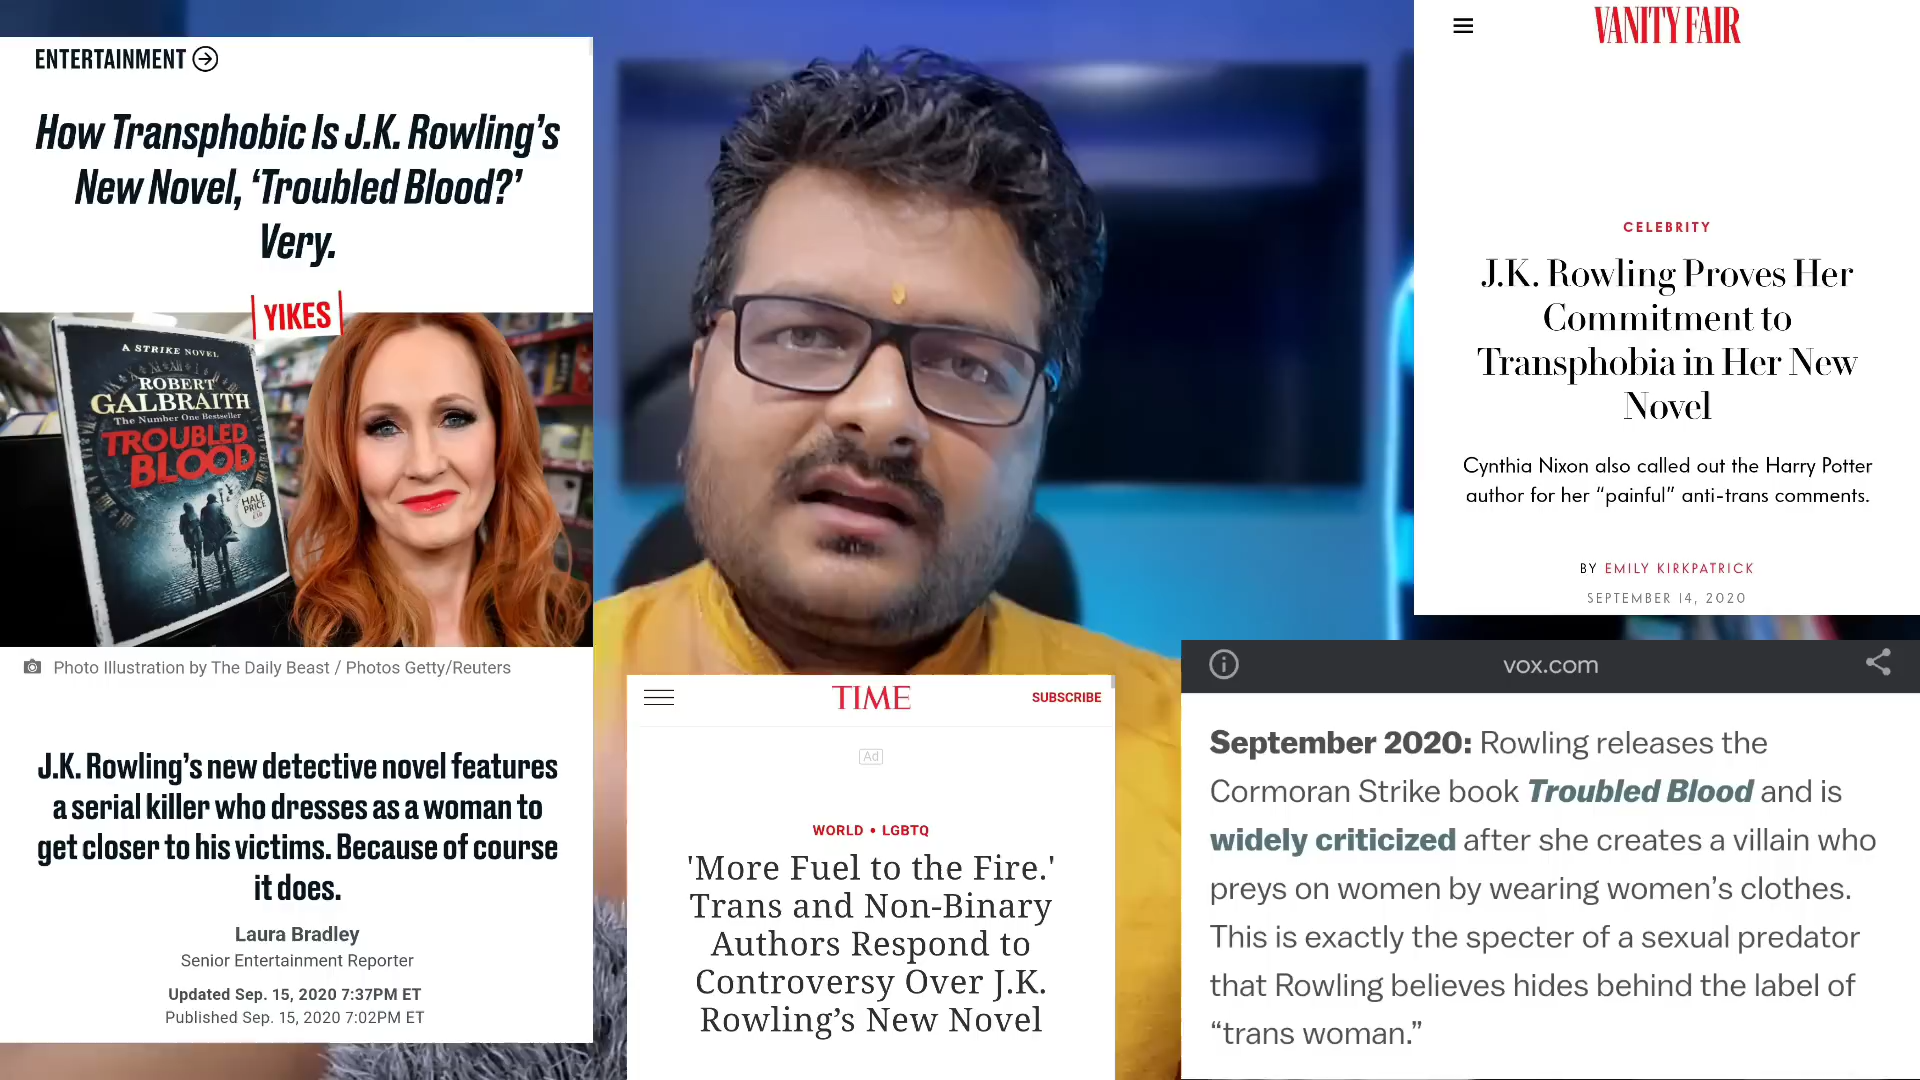 ENTERTAINMENT
How Transphobic Is J.K. Rowling's
New Novel, 'Troubled Blood?'
Very.
YIKES
A STRIKE NOVEL
ROBERT
GALBRAITH
The Number One Bestseller
TROUBLED
BLOOD
HALF
PRICE
Photo Illustration by The Daily Beast / Photos Getty/Reuters
J.K. Rowling's new detective novel features
a serial killer who dresses as a woman to
get closer to his victims. Because of course
it does.
Laura Bradley
Senior Entertainment Reporter
Updated Sep. 15, 2020 7:37PM ET
Published Sep. 15, 2020 7:02PM ET
TIME
SUBSCRIBE
Ad
WORLD • LGBTQ
'More Fuel to the Fire.'
Trans and Non-Binary
Authors Respond to
Controversy Over J.K.
Rowling's New Novel
VANITY FAIR
CELEBRITY
J.K. Rowling Proves Her
Commitment to
Transphobia in Her New
Novel
Cynthia Nixon also called out the Harry Potter
author for her “painful” anti-trans comments.
BY EMILY KIRKPATRICK
SEPTEMBER 14, 2020
vox.com
September 2020: Rowling releases the
Cormoran Strike book Troubled Blood and is
widely criticized after she creates a villain who
preys on women by wearing women's clothes.
This is exactly the specter of a sexual predator
that Rowling believes hides behind the label of
“trans woman.”